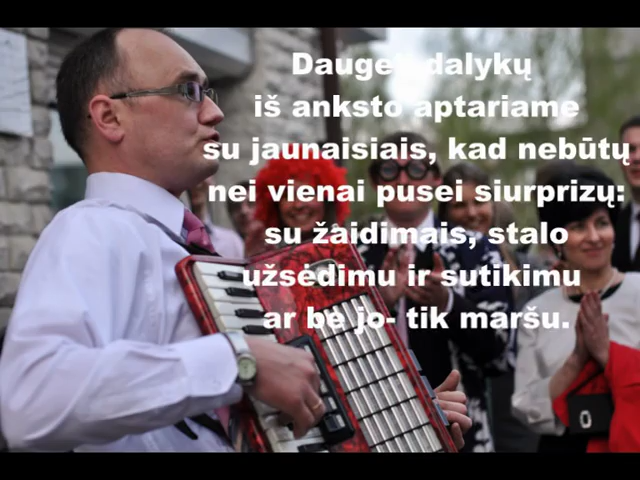 Daugelį dalykų
iš anksto aptariame
su jaunaisiais, kad nebūtų
nei vienai pusei siurprizų:
su žaidimais, stalo
užsėdimu ir sutikimu
ar be jo- tik maršu.